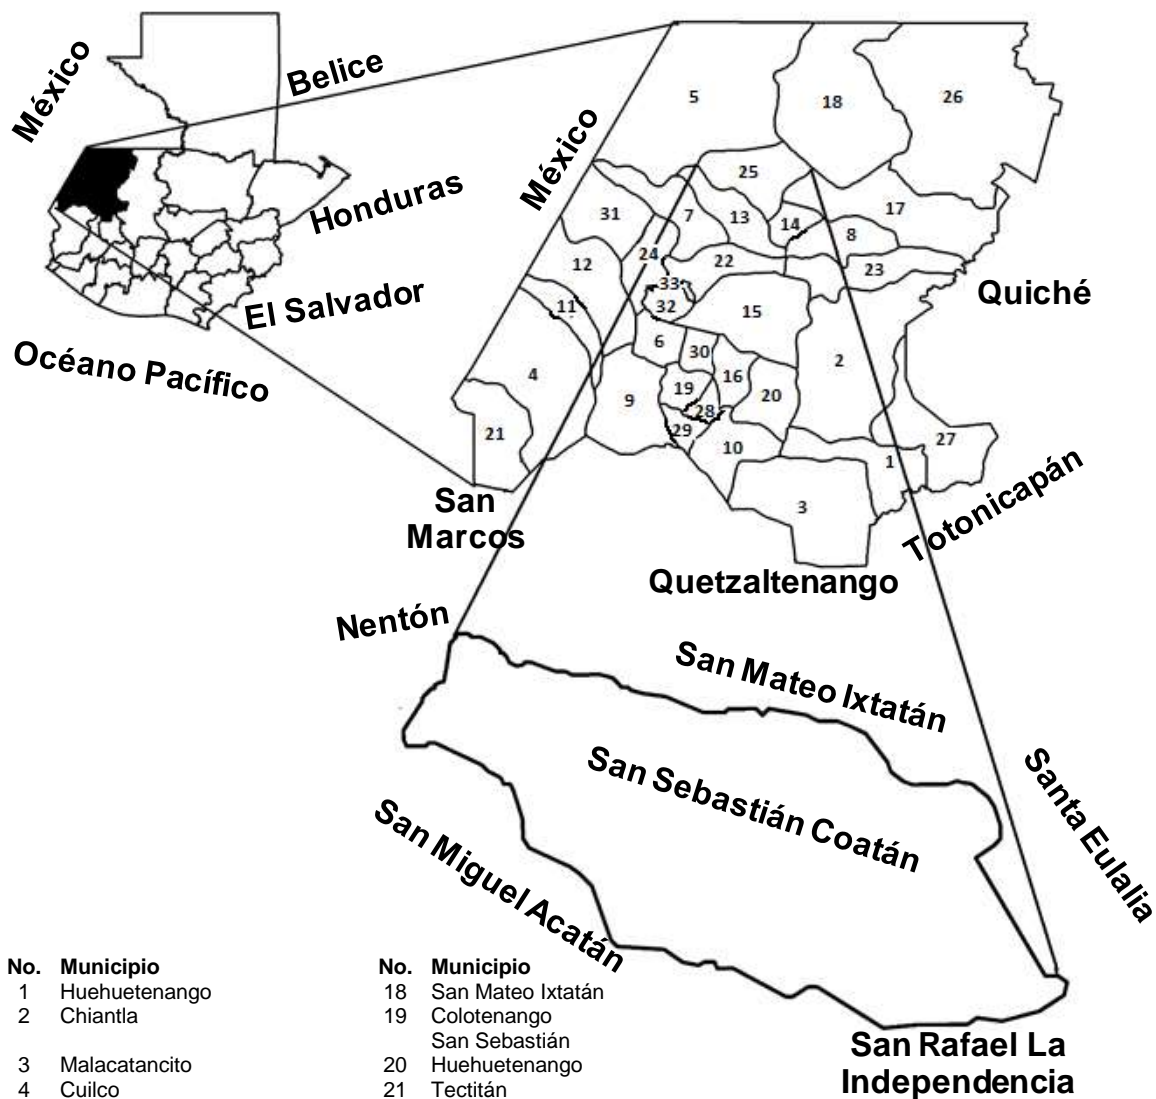 México
Belice
Honduras
El Salvador
Océano Pacífico
México
5
18
26
25
31
7
13
14
17
8
24
22
23
12
33
Quiché
11
32
15
6
30
2
4
19
16
9
20
28
21
29
27
10
1
3
San
Marcos
Totonicapán
Quetzaltenango
Nentón
San Mateo Ixtatán
San Sebastián Coatán
Santa Eulalia
San Miguel Acatán
San Rafael La
Independencia
No. Municipio No. Municipio
1 Huehuetenango 18 San Mateo Ixtatán
2 Chiantla 19 Colotenango
San Sebastián
3 Malacatancito 20 Huehuetenango
4 Cuilco 21 Tectitán